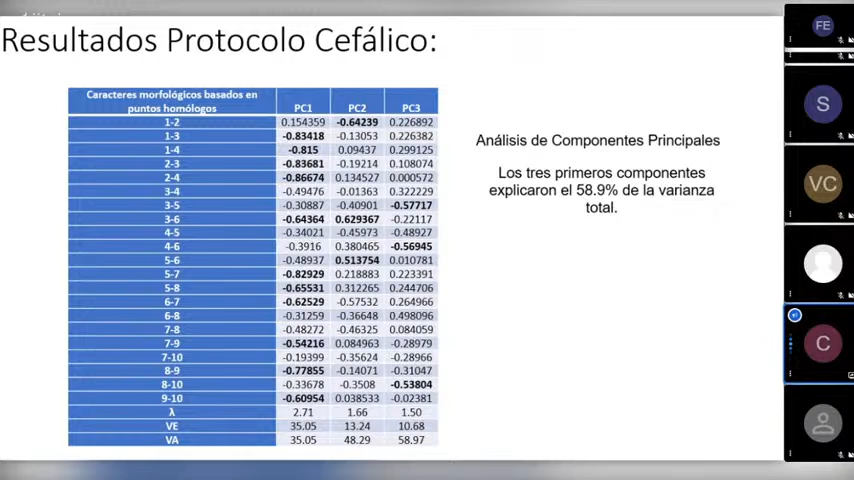 Resultados Protocolo Cefálico:
Caracteres morfológicos basados en
puntos homólogos PC1 PC2 PC3
1-2 0.154359 -0.64239 0.226892
1-3 -0.83418 -0.13053 0.226382
1-4 -0.815 0.09437 0.299125
2-3 -0.83681 -0.19214 0.108074
2-4 -0.86674 0.134527 0.000572
3-4 -0.49476 -0.01363 0.322229
3-5 -0.30887 -0.40901 -0.57717
3-6 -0.64364 0.629367 -0.22117
4-5 -0.34021 -0.45973 -0.48927
4-6 -0.3916 0.380465 -0.56945
5-6 -0.48937 0.513754 0.010781
5-7 -0.82929 0.218883 0.223391
5-8 -0.65531 0.312265 0.244706
6-7 -0.62529 -0.57532 0.264966
6-8 -0.31259 -0.36648 0.498096
7-8 -0.48272 -0.46325 0.084059
7-9 -0.54216 0.084963 -0.28979
7-10 -0.19399 -0.35624 -0.28966
8-9 -0.77855 -0.14071 -0.31047
8-10 -0.33678 -0.3508 -0.53804
9-10 -0.60954 0.038533 -0.02381
λ 2.71 1.66 1.50
VE 35.05 13.24 10.68
VA 35.05 48.29 58.97
Análisis de Componentes Principales
Los tres primeros componentes
explicaron el 58.9% de la varianza
total.
FE
S
VC
C